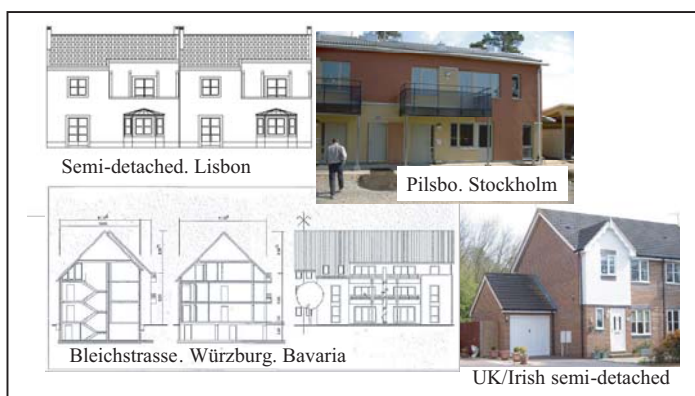 Semi-detached. Lisbon
Pilsbo. Stockholm
Bleichstrasse. Würzburg. Bavaria
UK/Irish semi-detached